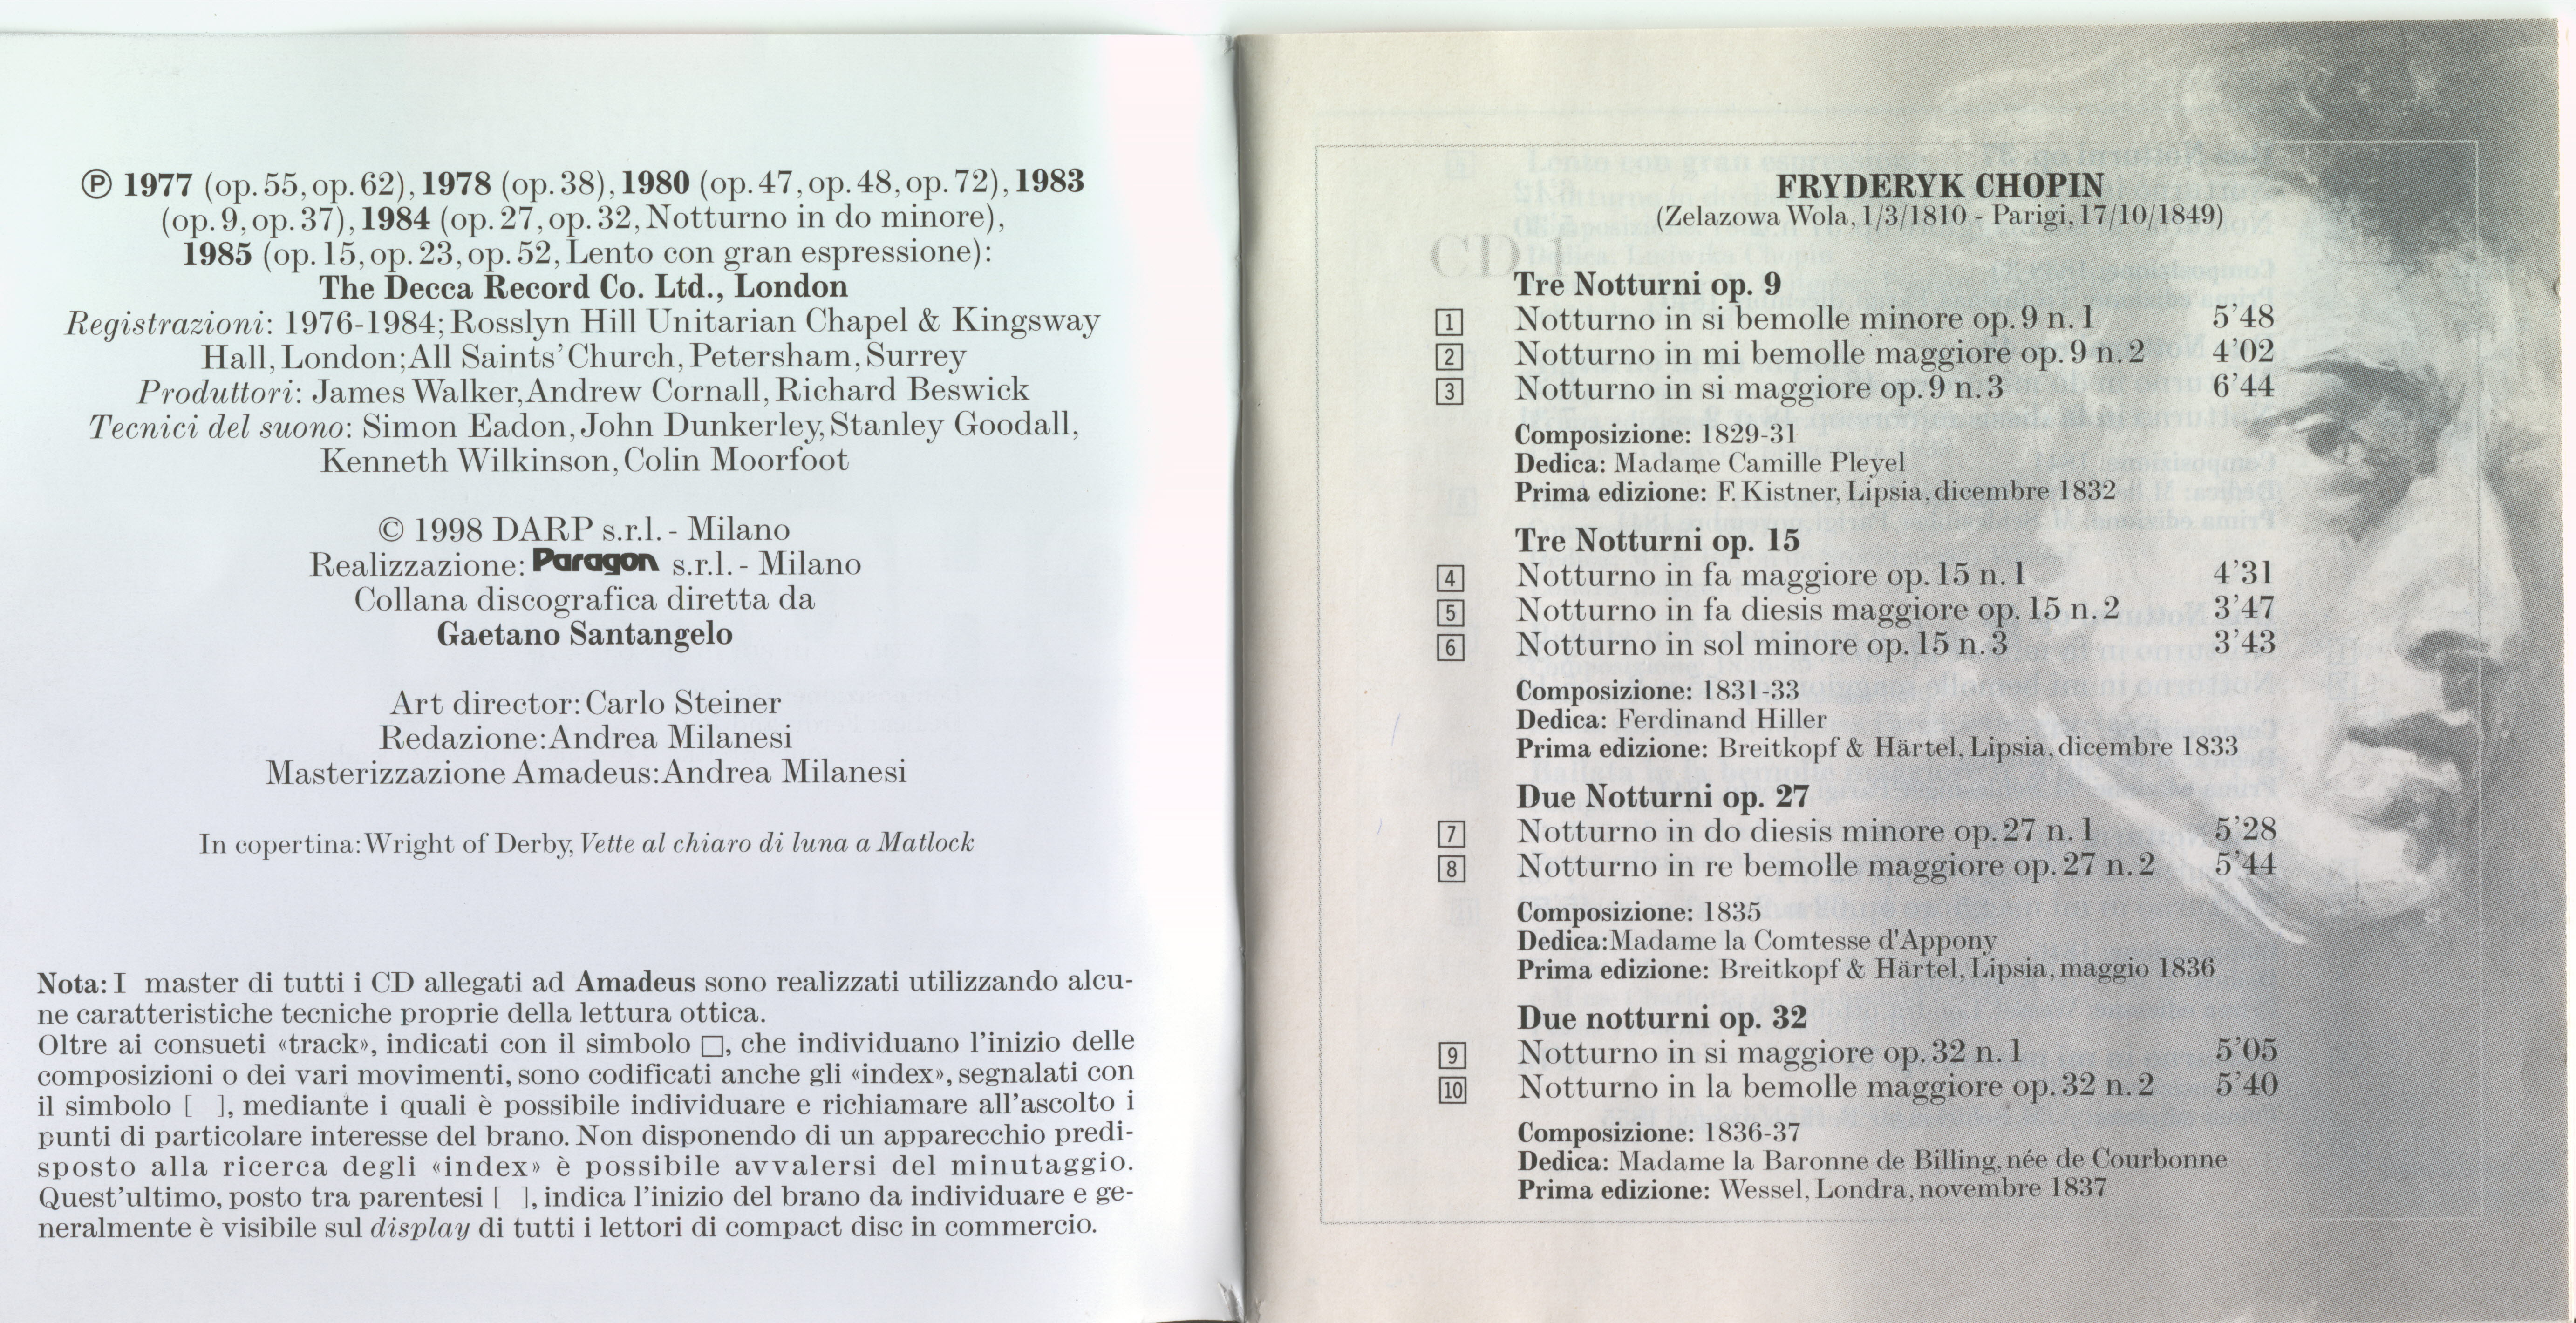 Ⓟ 1977 (op. 55, op. 62), 1978 (op. 38), 1980 (op. 47, op. 48, op. 72), 1983
(op. 9, op. 37), 1984 (op. 27, op. 32, Notturno in do minore),
1985 (op. 15, op. 23, op. 52, Lento con gran espressione):
The Decca Record Co. Ltd., London
Registrazioni: 1976-1984; Rosslyn Hill Unitarian Chapel & Kingsway
Hall, London; All Saints' Church, Petersham, Surrey
Produttori: James Walker, Andrew Cornall, Richard Beswick
Tecnici del suono: Simon Eadon, John Dunkerley, Stanley Goodall,
Kenneth Wilkinson, Colin Moorfoot
© 1998 DARP s.r.l. - Milano
Realizzazione: Paragon s.r.l. - Milano
Collana discografica diretta da
Gaetano Santangelo
Art director: Carlo Steiner
Redazione: Andrea Milanesi
Masterizzazione Amadeus: Andrea Milanesi
In copertina: Wright of Derby, Vette al chiaro di luna a Matlock
Nota: I master di tutti i CD allegati ad Amadeus sono realizzati utilizzando alcu-
ne caratteristiche tecniche proprie della lettura ottica.
Oltre ai consueti «track», indicati con il simbolo □, che individuano l'inizio delle
composizioni o dei vari movimenti, sono codificati anche gli «index», segnalati con
il simbolo [ ], mediante i quali è possibile individuare e richiamare all'ascolto i
punti di particolare interesse del brano. Non disponendo di un apparecchio predi-
sposto alla ricerca degli «index» è possibile avvalersi del minutaggio.
Quest'ultimo, posto tra parentesi [ ], indica l'inizio del brano da individuare e ge-
neralmente è visibile sul display di tutti i lettori di compact disc in commercio.
FRYDERYK CHOPIN
(Zelazowa Wola, 1/3/1810 - Parigi, 17/10/1849)
CD 1
Tre Notturni op. 9
1 Notturno in si bemolle minore op. 9 n. 1 5'48
2 Notturno in mi bemolle maggiore op. 9 n. 2 4'02
3 Notturno in si maggiore op. 9 n. 3 6'44
Composizione: 1829-31
Dedica: Madame Camille Pleyel
Prima edizione: F. Kistner, Lipsia, dicembre 1832
Tre Notturni op. 15
4 Notturno in fa maggiore op. 15 n. 1 4'31
5 Notturno in fa diesis maggiore op. 15 n. 2 3'47
6 Notturno in sol minore op. 15 n. 3 3'43
Composizione: 1831-33
Dedica: Ferdinand Hiller
Prima edizione: Breitkopf & Härtel, Lipsia, dicembre 1833
Due Notturni op. 27
7 Notturno in do diesis minore op. 27 n. 1 5'28
8 Notturno in re bemolle maggiore op. 27 n. 2 5'44
Composizione: 1835
Dedica: Madame la Comtesse d'Appony
Prima edizione: Breitkopf & Härtel, Lipsia, maggio 1836
Due notturni op. 32
9 Notturno in si maggiore op. 32 n. 1 5'05
10 Notturno in la bemolle maggiore op. 32 n. 2 5'40
Composizione: 1836-37
Dedica: Madame la Baronne de Billing, née de Courbonne
Prima edizione: Wessel, Londra, novembre 1837